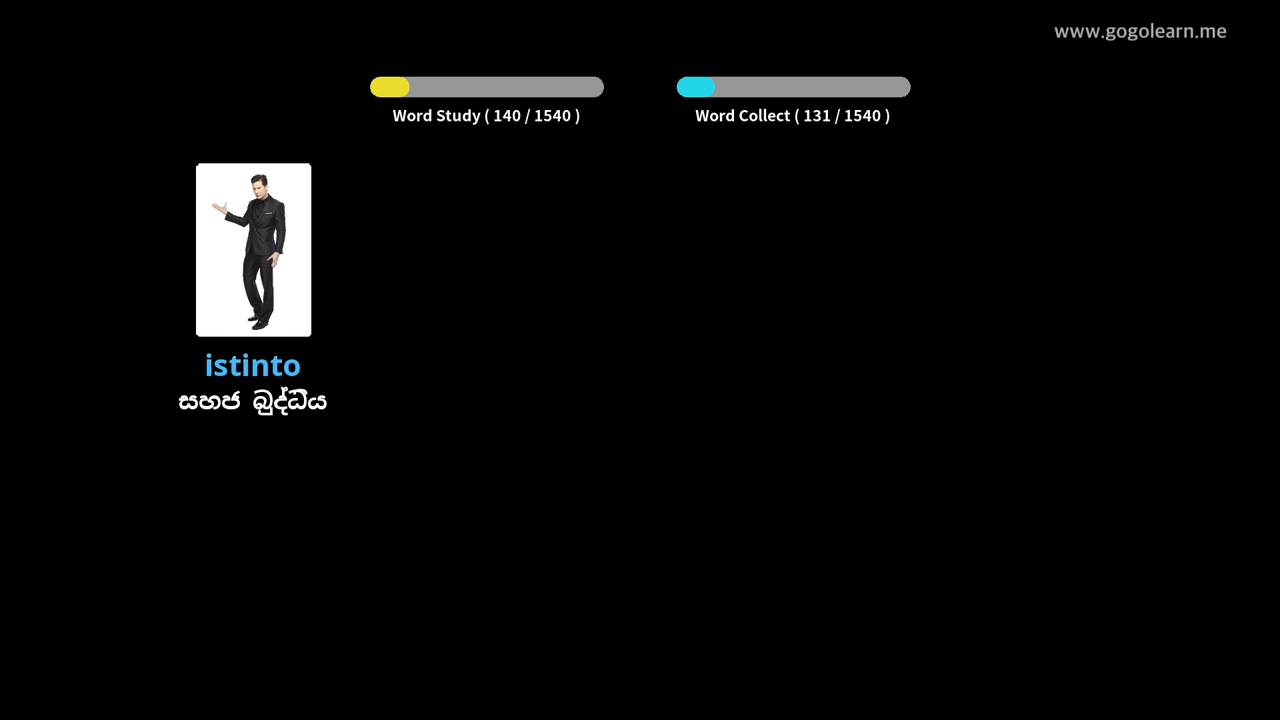 www.gogolearn.me
Word Study ( 140 / 1540 )
Word Collect ( 131 / 1540 )
istinto
සහජ බුද්ධිය